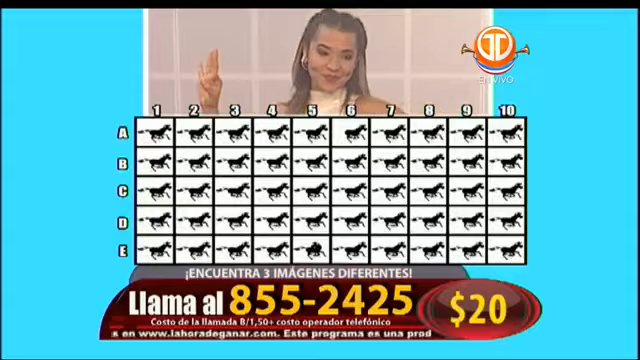 EN VIVO
1 2 3 4 5 6 7 8 9 10
A
B
C
D
E
¡ENCUENTRA 3 IMÁGENES DIFERENTES!
Llama al 855-2425 $20
Costo de la llamada B/1,50+ costo operador telefónico
s en www.lahoradeganar.com. Este programa es una prod